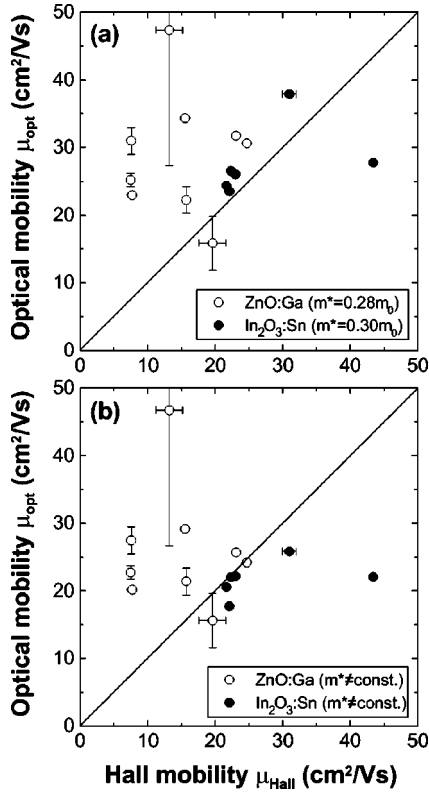 50
(a)
40
30
20
10
0
Optical mobility μopt (cm²/Vs)
○ ZnO:Ga (m*=0.28m₀)
● In₂O₃:Sn (m*=0.30m₀)
0 10 20 30 40 50
50
(b)
40
30
20
10
0
Optical mobility μopt (cm²/Vs)
○ ZnO:Ga (m*≠const.)
● In₂O₃:Sn (m*≠const.)
0 10 20 30 40 50
Hall mobility μHall (cm²/Vs)